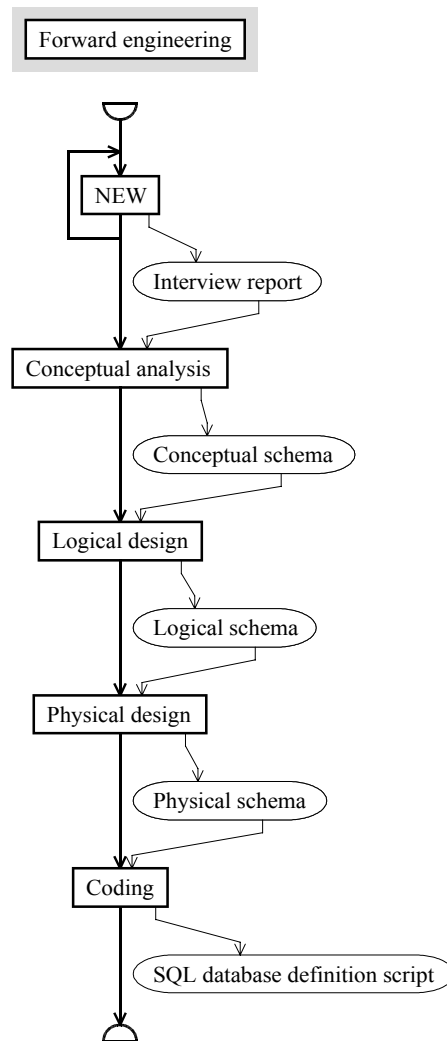 Forward engineering
NEW
Interview report
Conceptual analysis
Conceptual schema
Logical design
Logical schema
Physical design
Physical schema
Coding
SQL database definition script